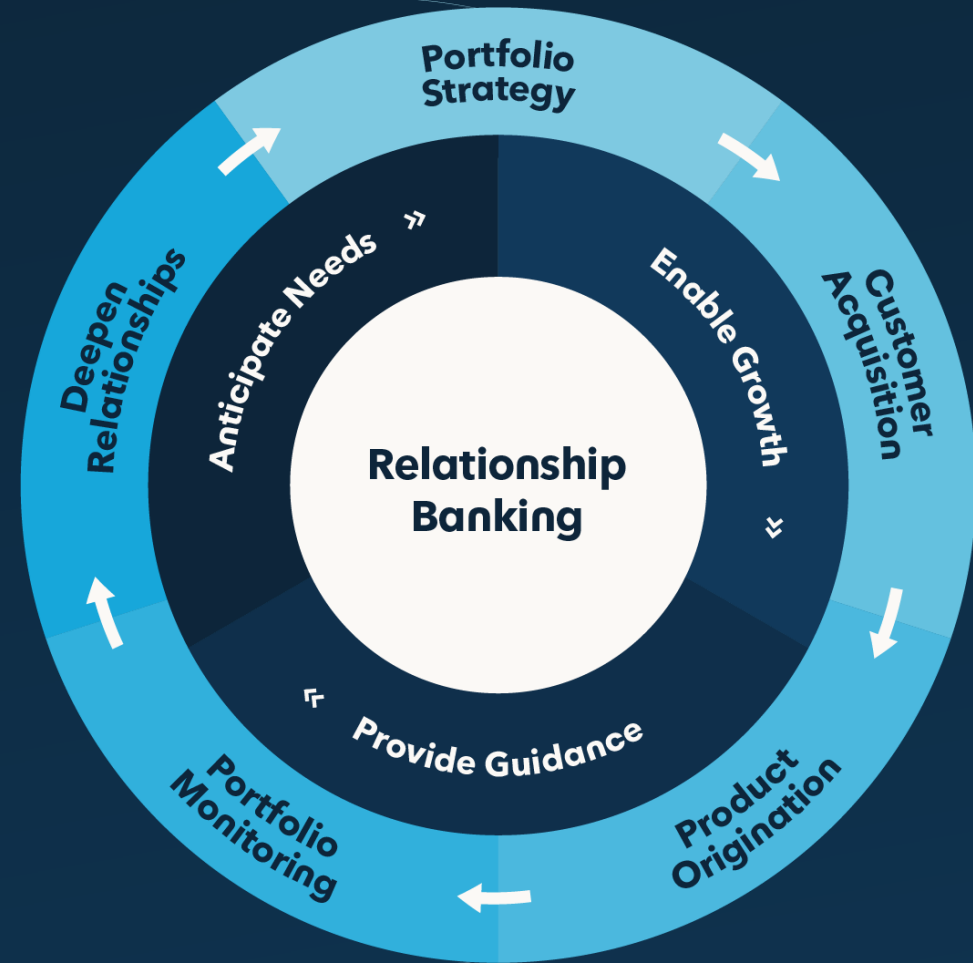 Portfolio
Strategy
Customer
Acquisition
Product
Origination
Portfolio
Monitoring
Deepen
Relationships
Anticipate Needs
Enable Growth
Provide Guidance
Relationship
Banking